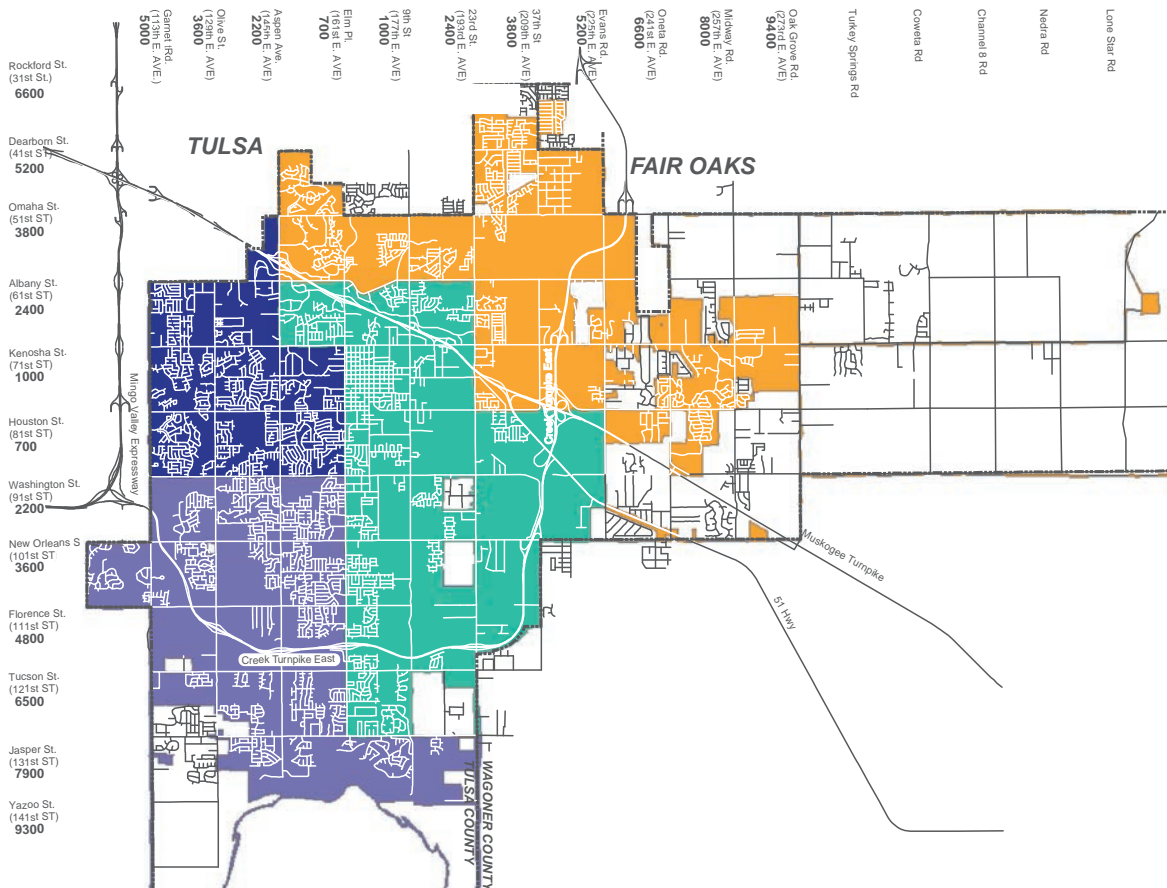 Garnet (Rd.
(113th E. AVE)
5000
Olive St.
(129th E. AVE)
3600
Aspen Ave.
(145th E. AVE)
2200
Elm Pl.
(161st E. AVE)
700
9th St
(177th E. AVE)
1000
23rd St.
(193rd E. AVE)
2400
37th St
(209th E. AVE)
3800
Evans Rd.
(225th E. AVE)
5200
Oneta Rd.
(241st E. AVE)
6600
Midway Rd.
(257th E. AVE)
8000
Oak Grove Rd.
(273rd E. AVE)
9400
Turkey Springs Rd
Coweta Rd
Channel 8 Rd
Nedra Rd
Lone Star Rd
Rockford St.
(31st St.)
6600
Dearborn St.
(41st ST)
5200
Omaha St.
(51st ST)
3800
Albany St.
(61st ST)
2400
Kenosha St.
(71st ST)
1000
Houston St.
(81st ST)
700
Washington St.
(91st ST)
2200
New Orleans S
(101st ST
3600
Florence St.
(111st ST)
4800
Tucson St.
(121st ST)
6500
Jasper St.
(131st ST)
7900
Yazoo St.
(141st ST)
9300
TULSA
FAIR OAKS
Mingo Valley Expressway
Creek Turnpike East
Creek Turnpike East
Muskogee Turnpike
51 Hwy
WAGONER COUNTY
TULSA COUNTY